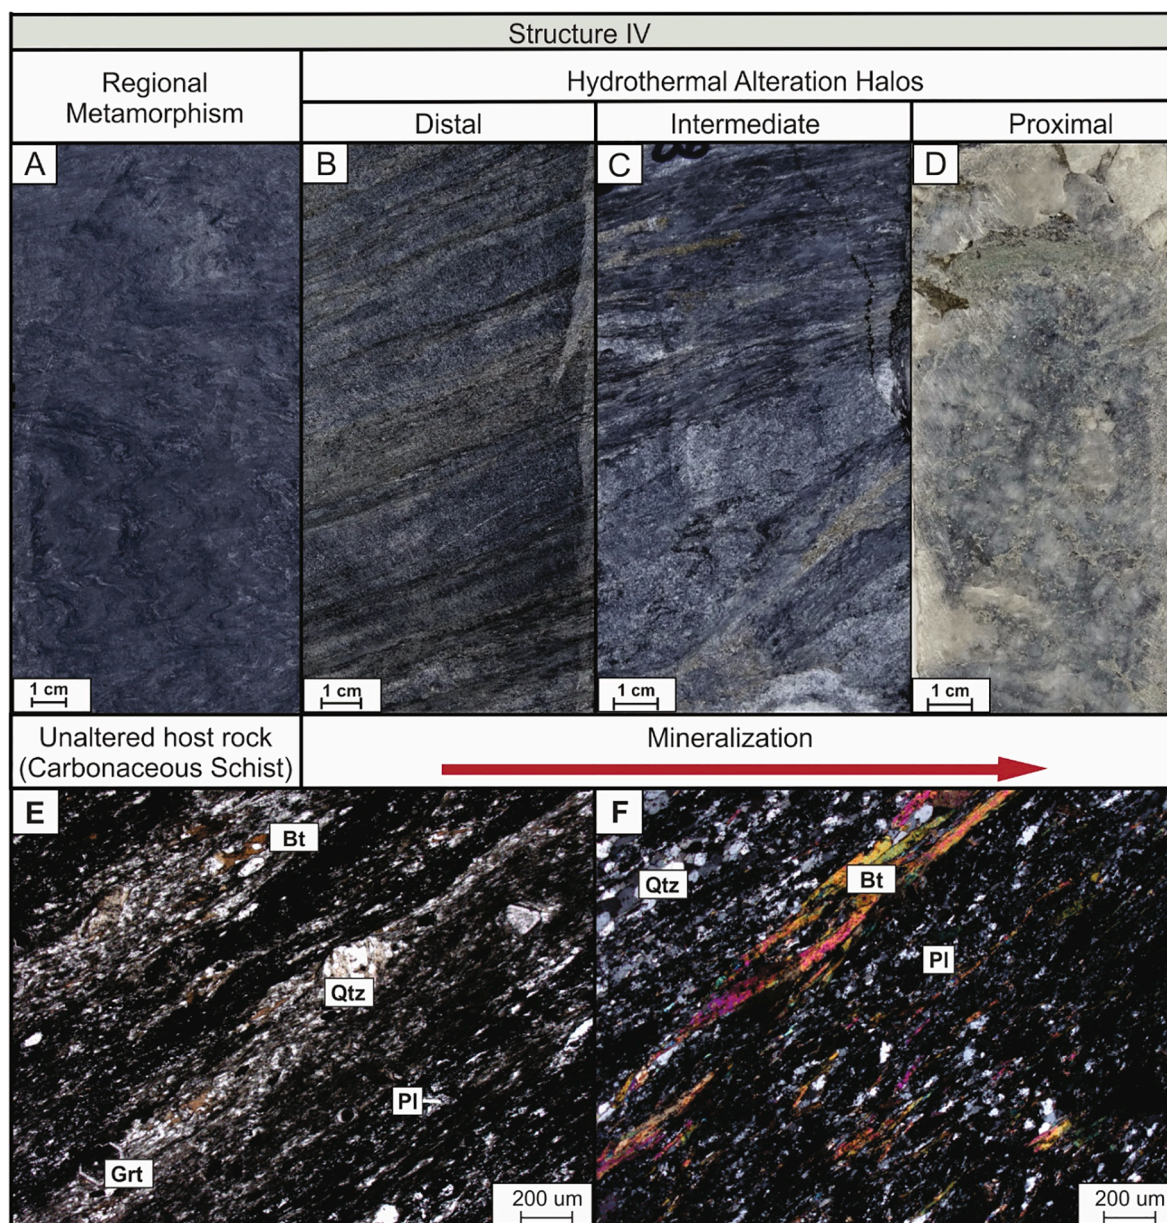 Structure IV
Regional
Metamorphism
Hydrothermal Alteration Halos
Distal
Intermediate
Proximal
A
B
C
D
1 cm
1 cm
1 cm
1 cm
Unaltered host rock
(Carbonaceous Schist)
Mineralization
E
Bt
Qtz
Pl
Grt
200 um
F
Qtz
Bt
Pl
200 um